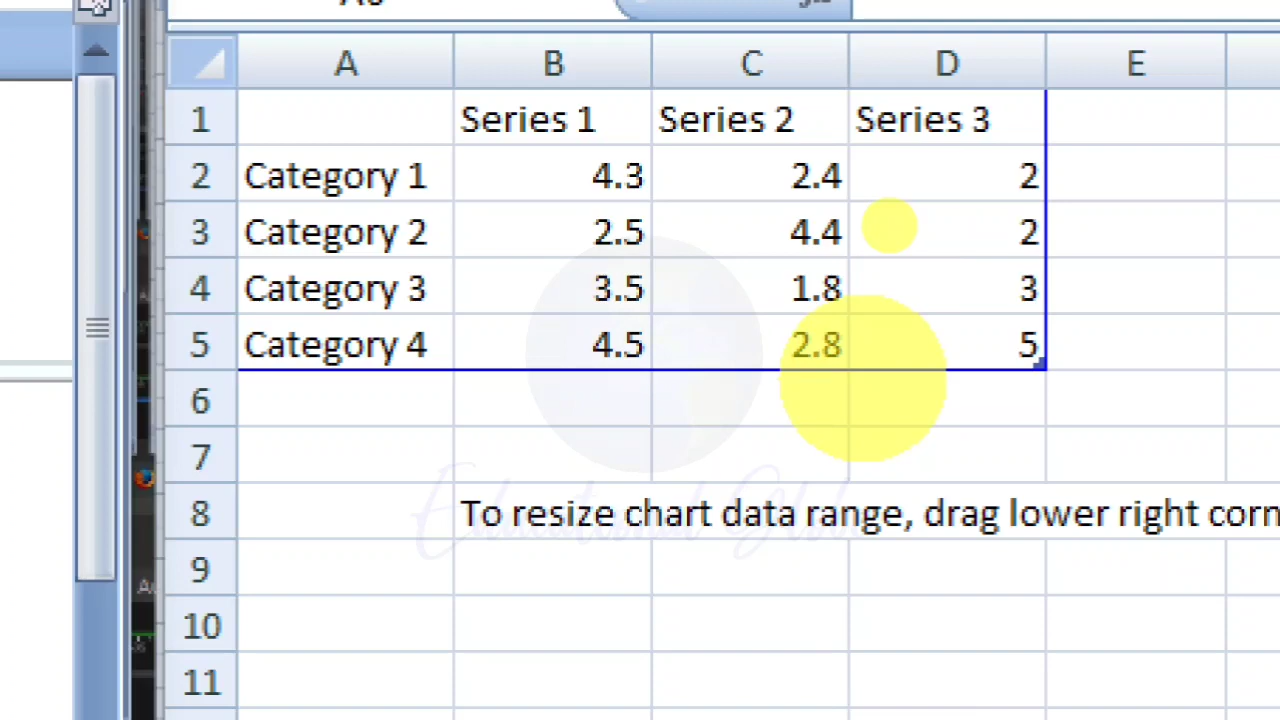 A B C D E
1 Series 1 Series 2 Series 3
2 Category 1 4.3 2.4 2
3 Category 2 2.5 4.4 2
4 Category 3 3.5 1.8 3
5 Category 4 4.5 2.8 5
6
7
8 To resize chart data range, drag lower right corn
9
10
11